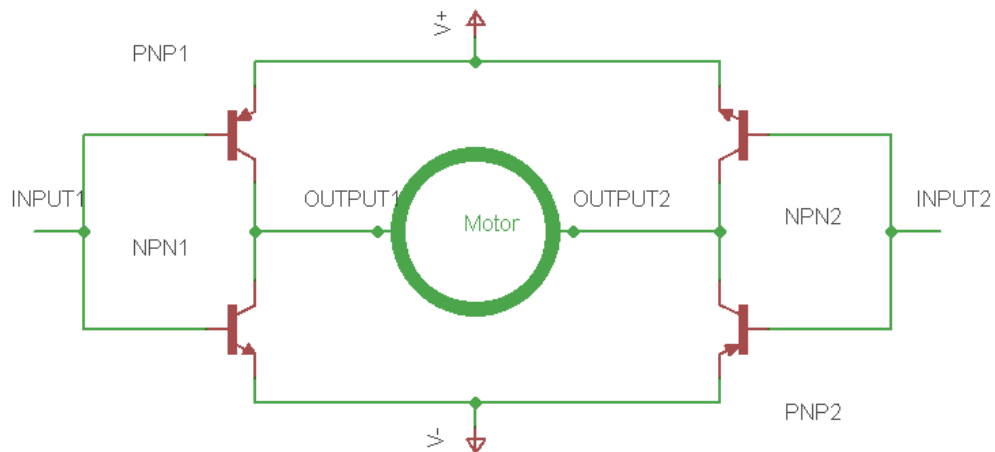 V+
PNP1
INPUT1
OUTPUT1
OUTPUT2
INPUT2
Motor
NPN1
NPN2
PNP2
V-